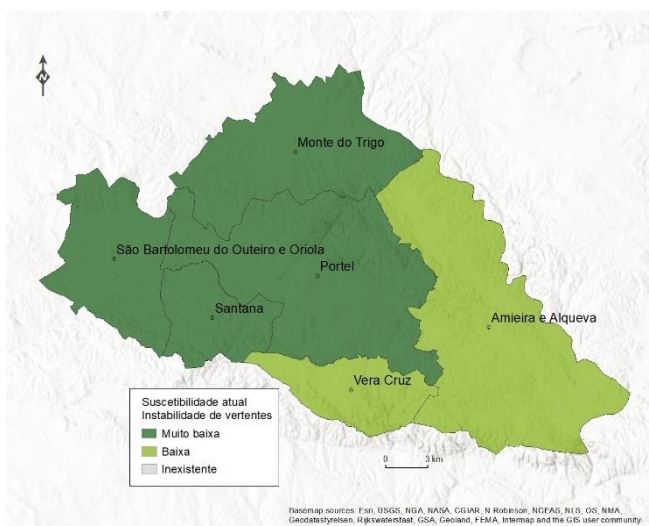 N
Monte do Trigo
São Bartolomeu do Outeiro e Oriola
Portel
Santana
Amieira e Alqueva
Vera Cruz
Suscetibilidade atual
Instabilidade de vertentes
Muito baixa
Baixa
Inexistente
0 3 km
Basemap sources: Esri, USGS, NGA, NASA, CGIAR, N Robinson, NCEAS, NLS, OS, NMA,
Geodatastyrelsen, Rijkswaterstaat, GSA, Geoland, FEMA, Intermap and the GIS user community